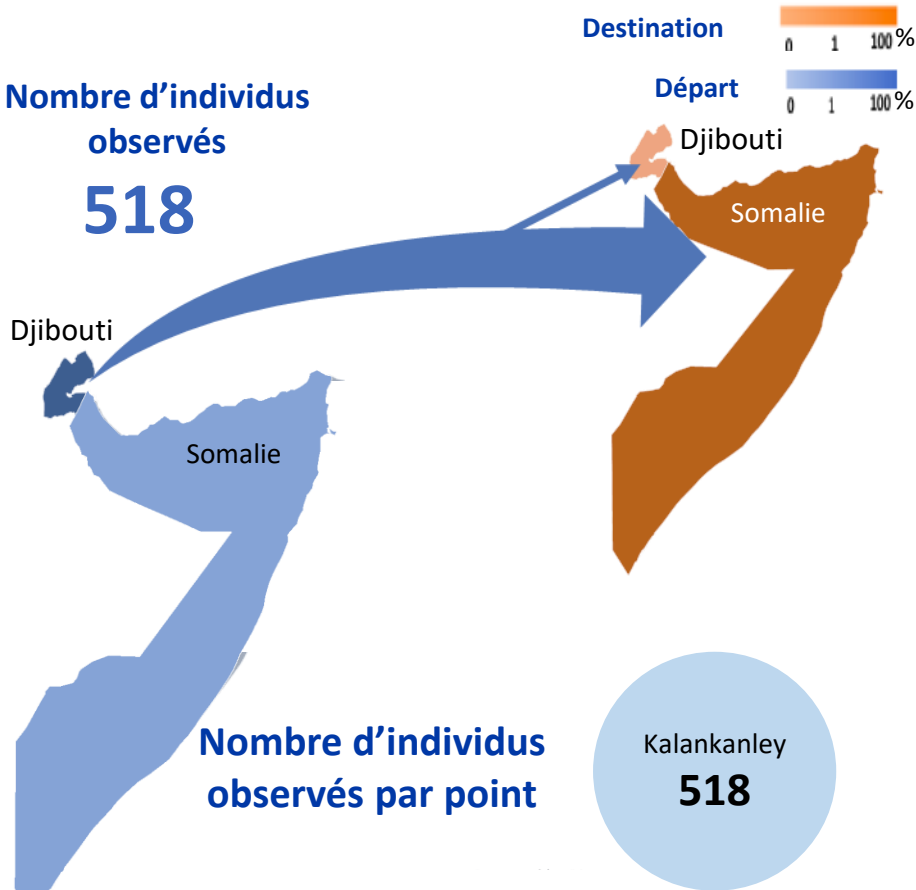 Destination
0 1 100 %
Nombre d’individus
observés
518
Départ
0 1 100 %
Djibouti
Somalie
Djibouti
Somalie
Nombre d’individus
observés par point
Kalankanley
518